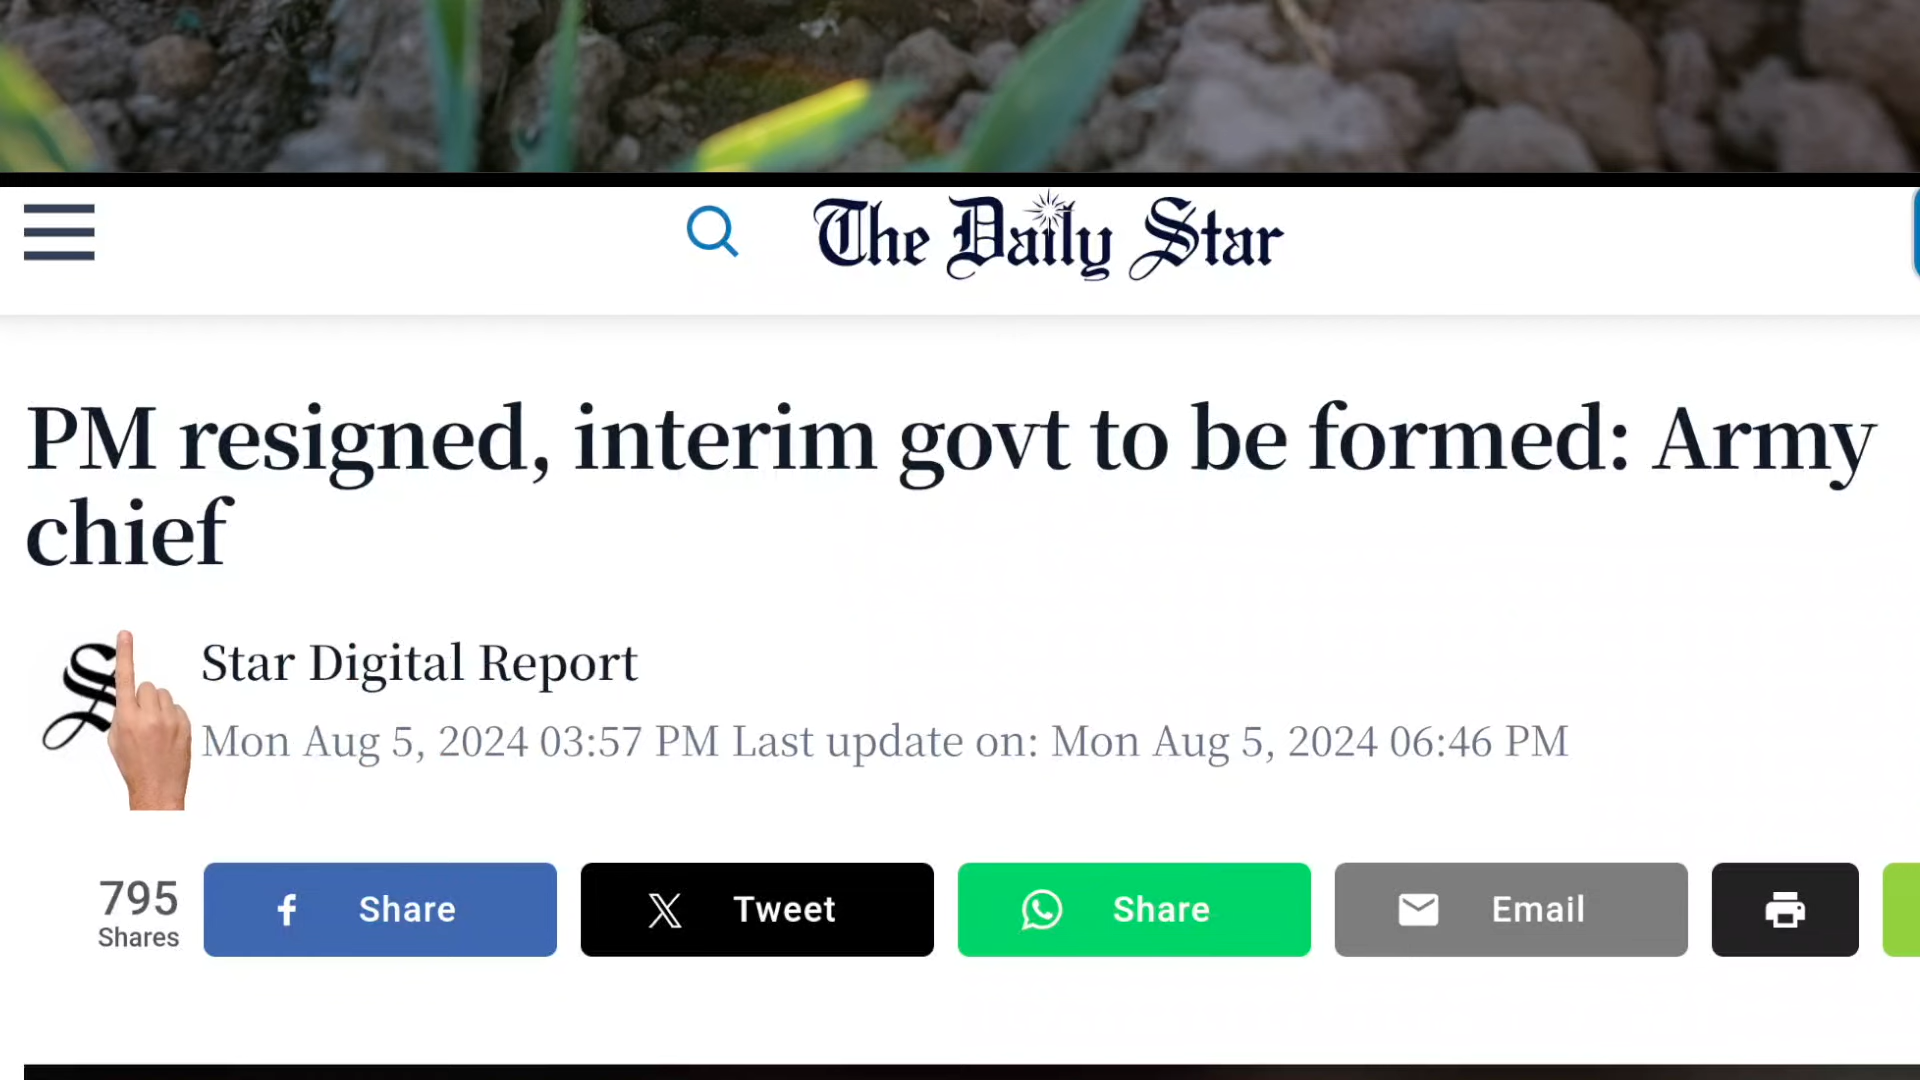 The Daily Star
PM resigned, interim govt to be formed: Army
chief
Star Digital Report
Mon Aug 5, 2024 03:57 PM Last update on: Mon Aug 5, 2024 06:46 PM
795
Shares
Share
Tweet
Share
Email